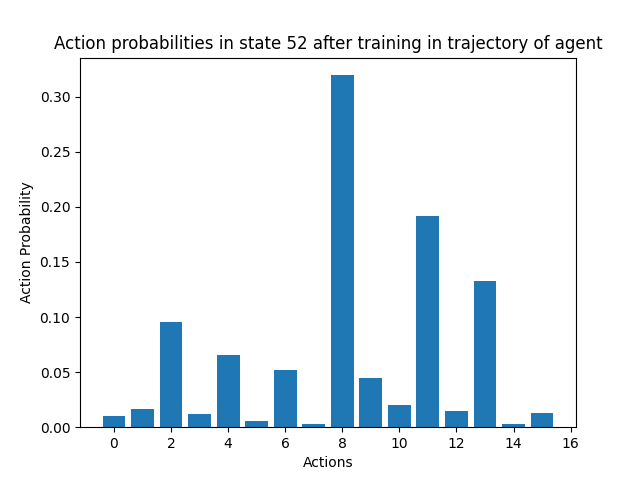 Action probabilities in state 52 after training in trajectory of agent
0.30
0.25
0.20
0.15
0.10
0.05
0.00
Action Probability
0 2 4 6 8 10 12 14 16
Actions